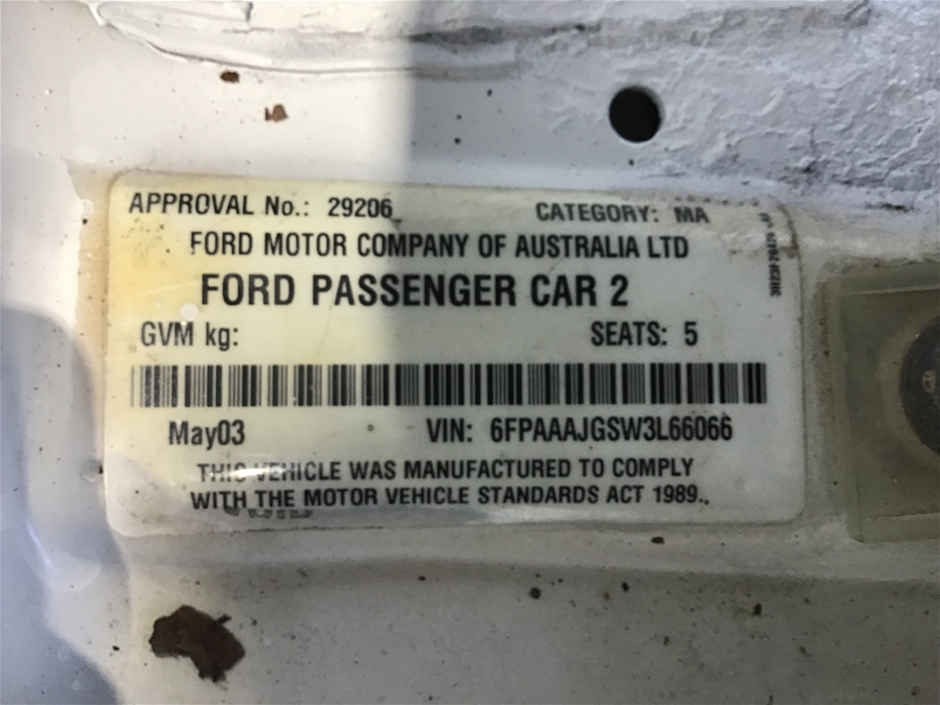 APPROVAL No.: 29206 CATEGORY: MA
FORD MOTOR COMPANY OF AUSTRALIA LTD
FORD PASSENGER CAR 2
GVM kg: SEATS: 5
May03 VIN: 6FPAAAJGSW3L66066
THIS VEHICLE WAS MANUFACTURED TO COMPLY
WITH THE MOTOR VEHICLE STANDARDS ACT 1989.